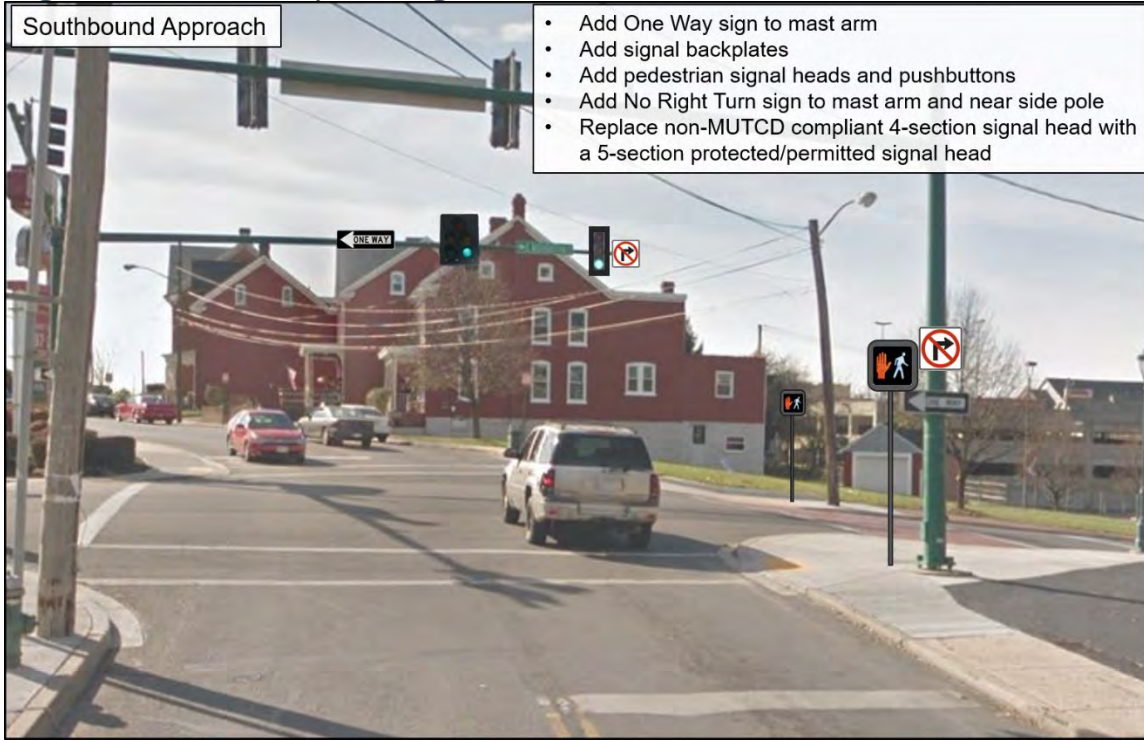 Southbound Approach
• Add One Way sign to mast arm
• Add signal backplates
• Add pedestrian signal heads and pushbuttons
• Add No Right Turn sign to mast arm and near side pole
• Replace non-MUTCD compliant 4-section signal head with
a 5-section protected/permitted signal head
ONE WAY
ONE WAY